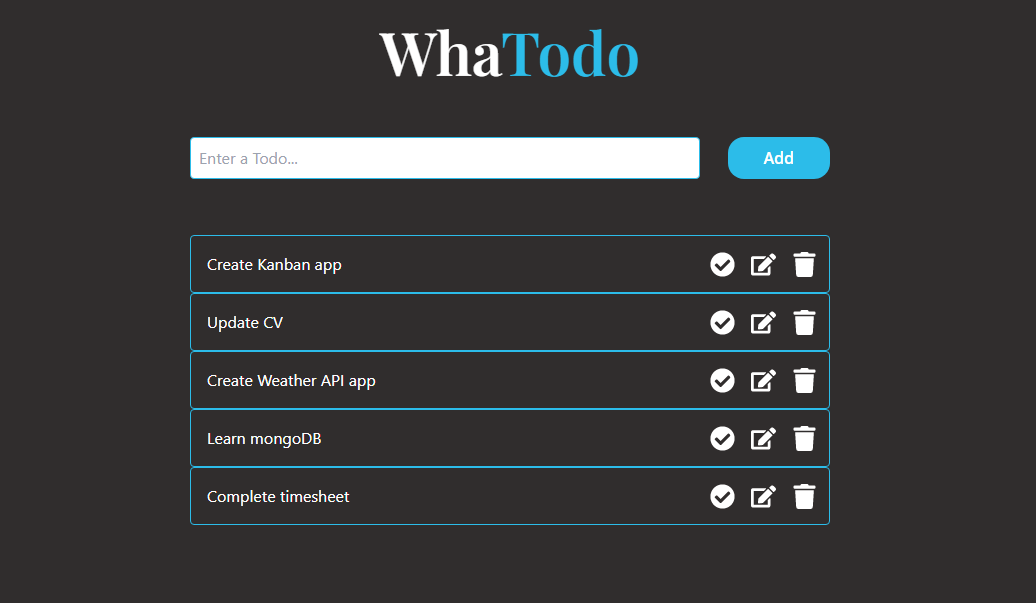 WhaTodo
Enter a Todo...
Add
Create Kanban app
Update CV
Create Weather API app
Learn mongoDB
Complete timesheet